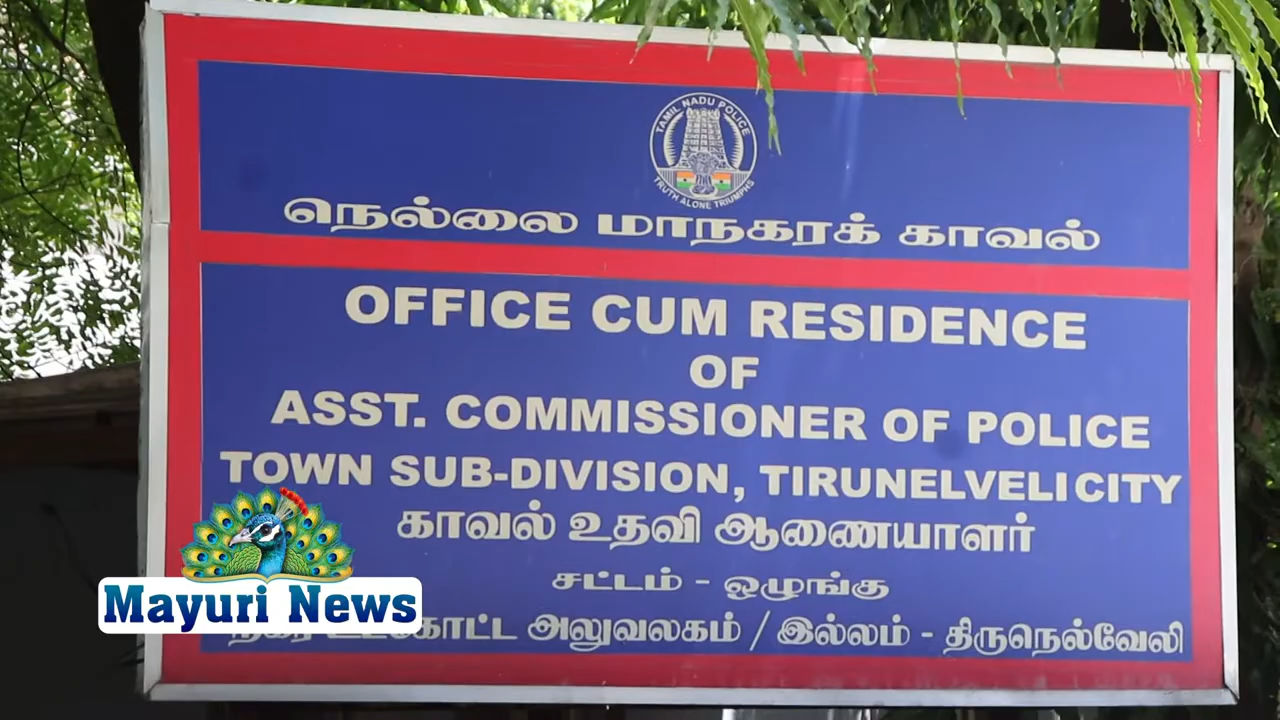 TAMIL NADU POLICE
TRUTH ALONE TRIUMPHS
நெல்லை மாநகரக் காவல்
OFFICE CUM RESIDENCE
OF
ASST. COMMISSIONER OF POLICE
TOWN SUB-DIVISION, TIRUNELVELI CITY
காவல் உதவி ஆணையாளர்
சட்டம் - ஒழுங்கு
அலுவலகம் / இல்லம் - திருநெல்வேலி
Mayuri News